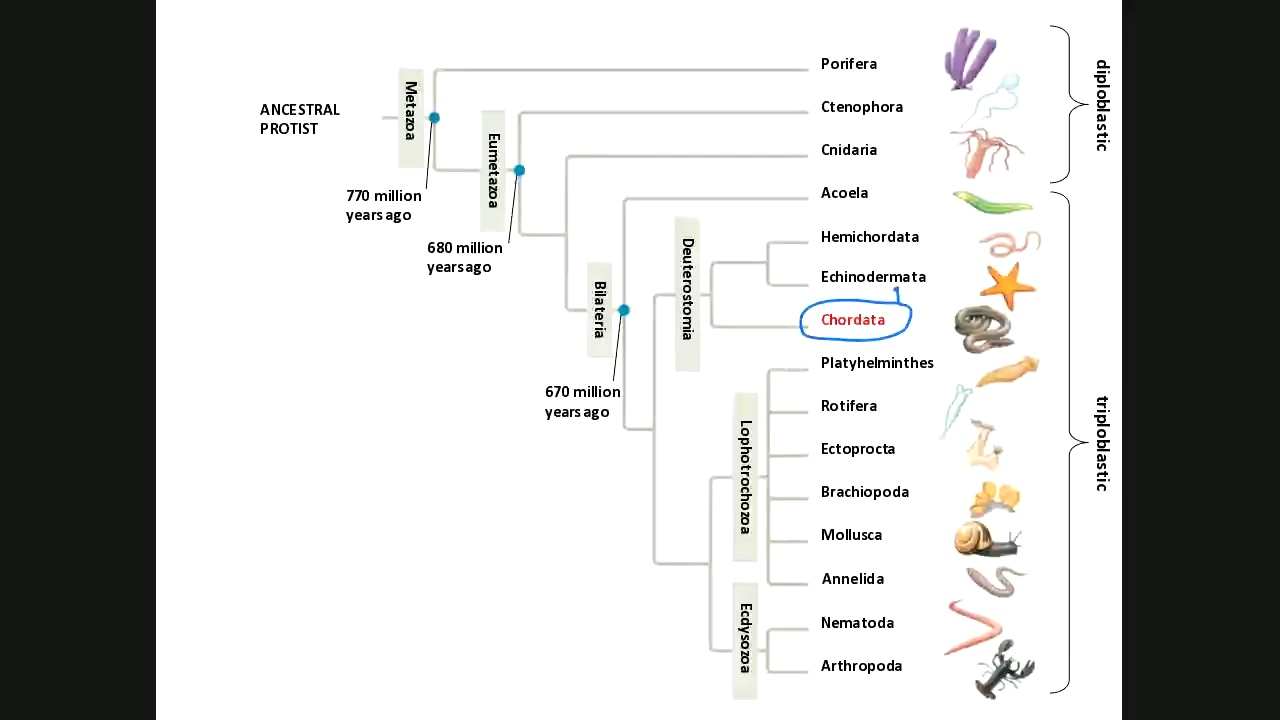 ANCESTRAL
PROTIST
Metazoa
770 million
years ago
Eumetazoa
680 million
years ago
Bilateria
670 million
years ago
Deuterostomia
Lophotrochozoa
Ecdysozoa
Porifera
Ctenophora
Cnidaria
Acoela
Hemichordata
Echinodermata
Chordata
Platyhelminthes
Rotifera
Ectoprocta
Brachiopoda
Mollusca
Annelida
Nematoda
Arthropoda
diploblastic
triploblastic